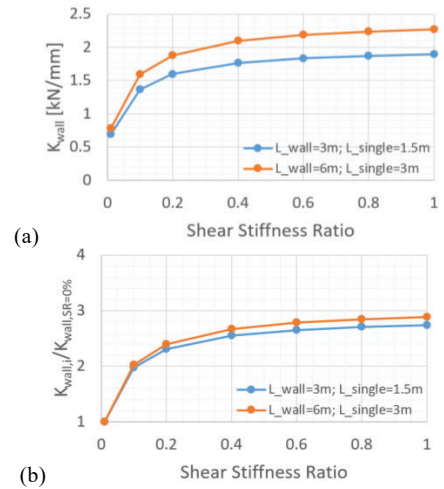 2.5
2
1.5
1
0.5
0
K_wall [kN/mm]
L_wall=3m; L_single=1.5m
L_wall=6m; L_single=3m
0 0.2 0.4 0.6 0.8 1
Shear Stiffness Ratio
(a)
4
3
2
1
K_wall,i/K_wall,SR=0%
L_wall=3m; L_single=1.5m
L_wall=6m; L_single=3m
0 0.2 0.4 0.6 0.8 1
Shear Stiffness Ratio
(b)